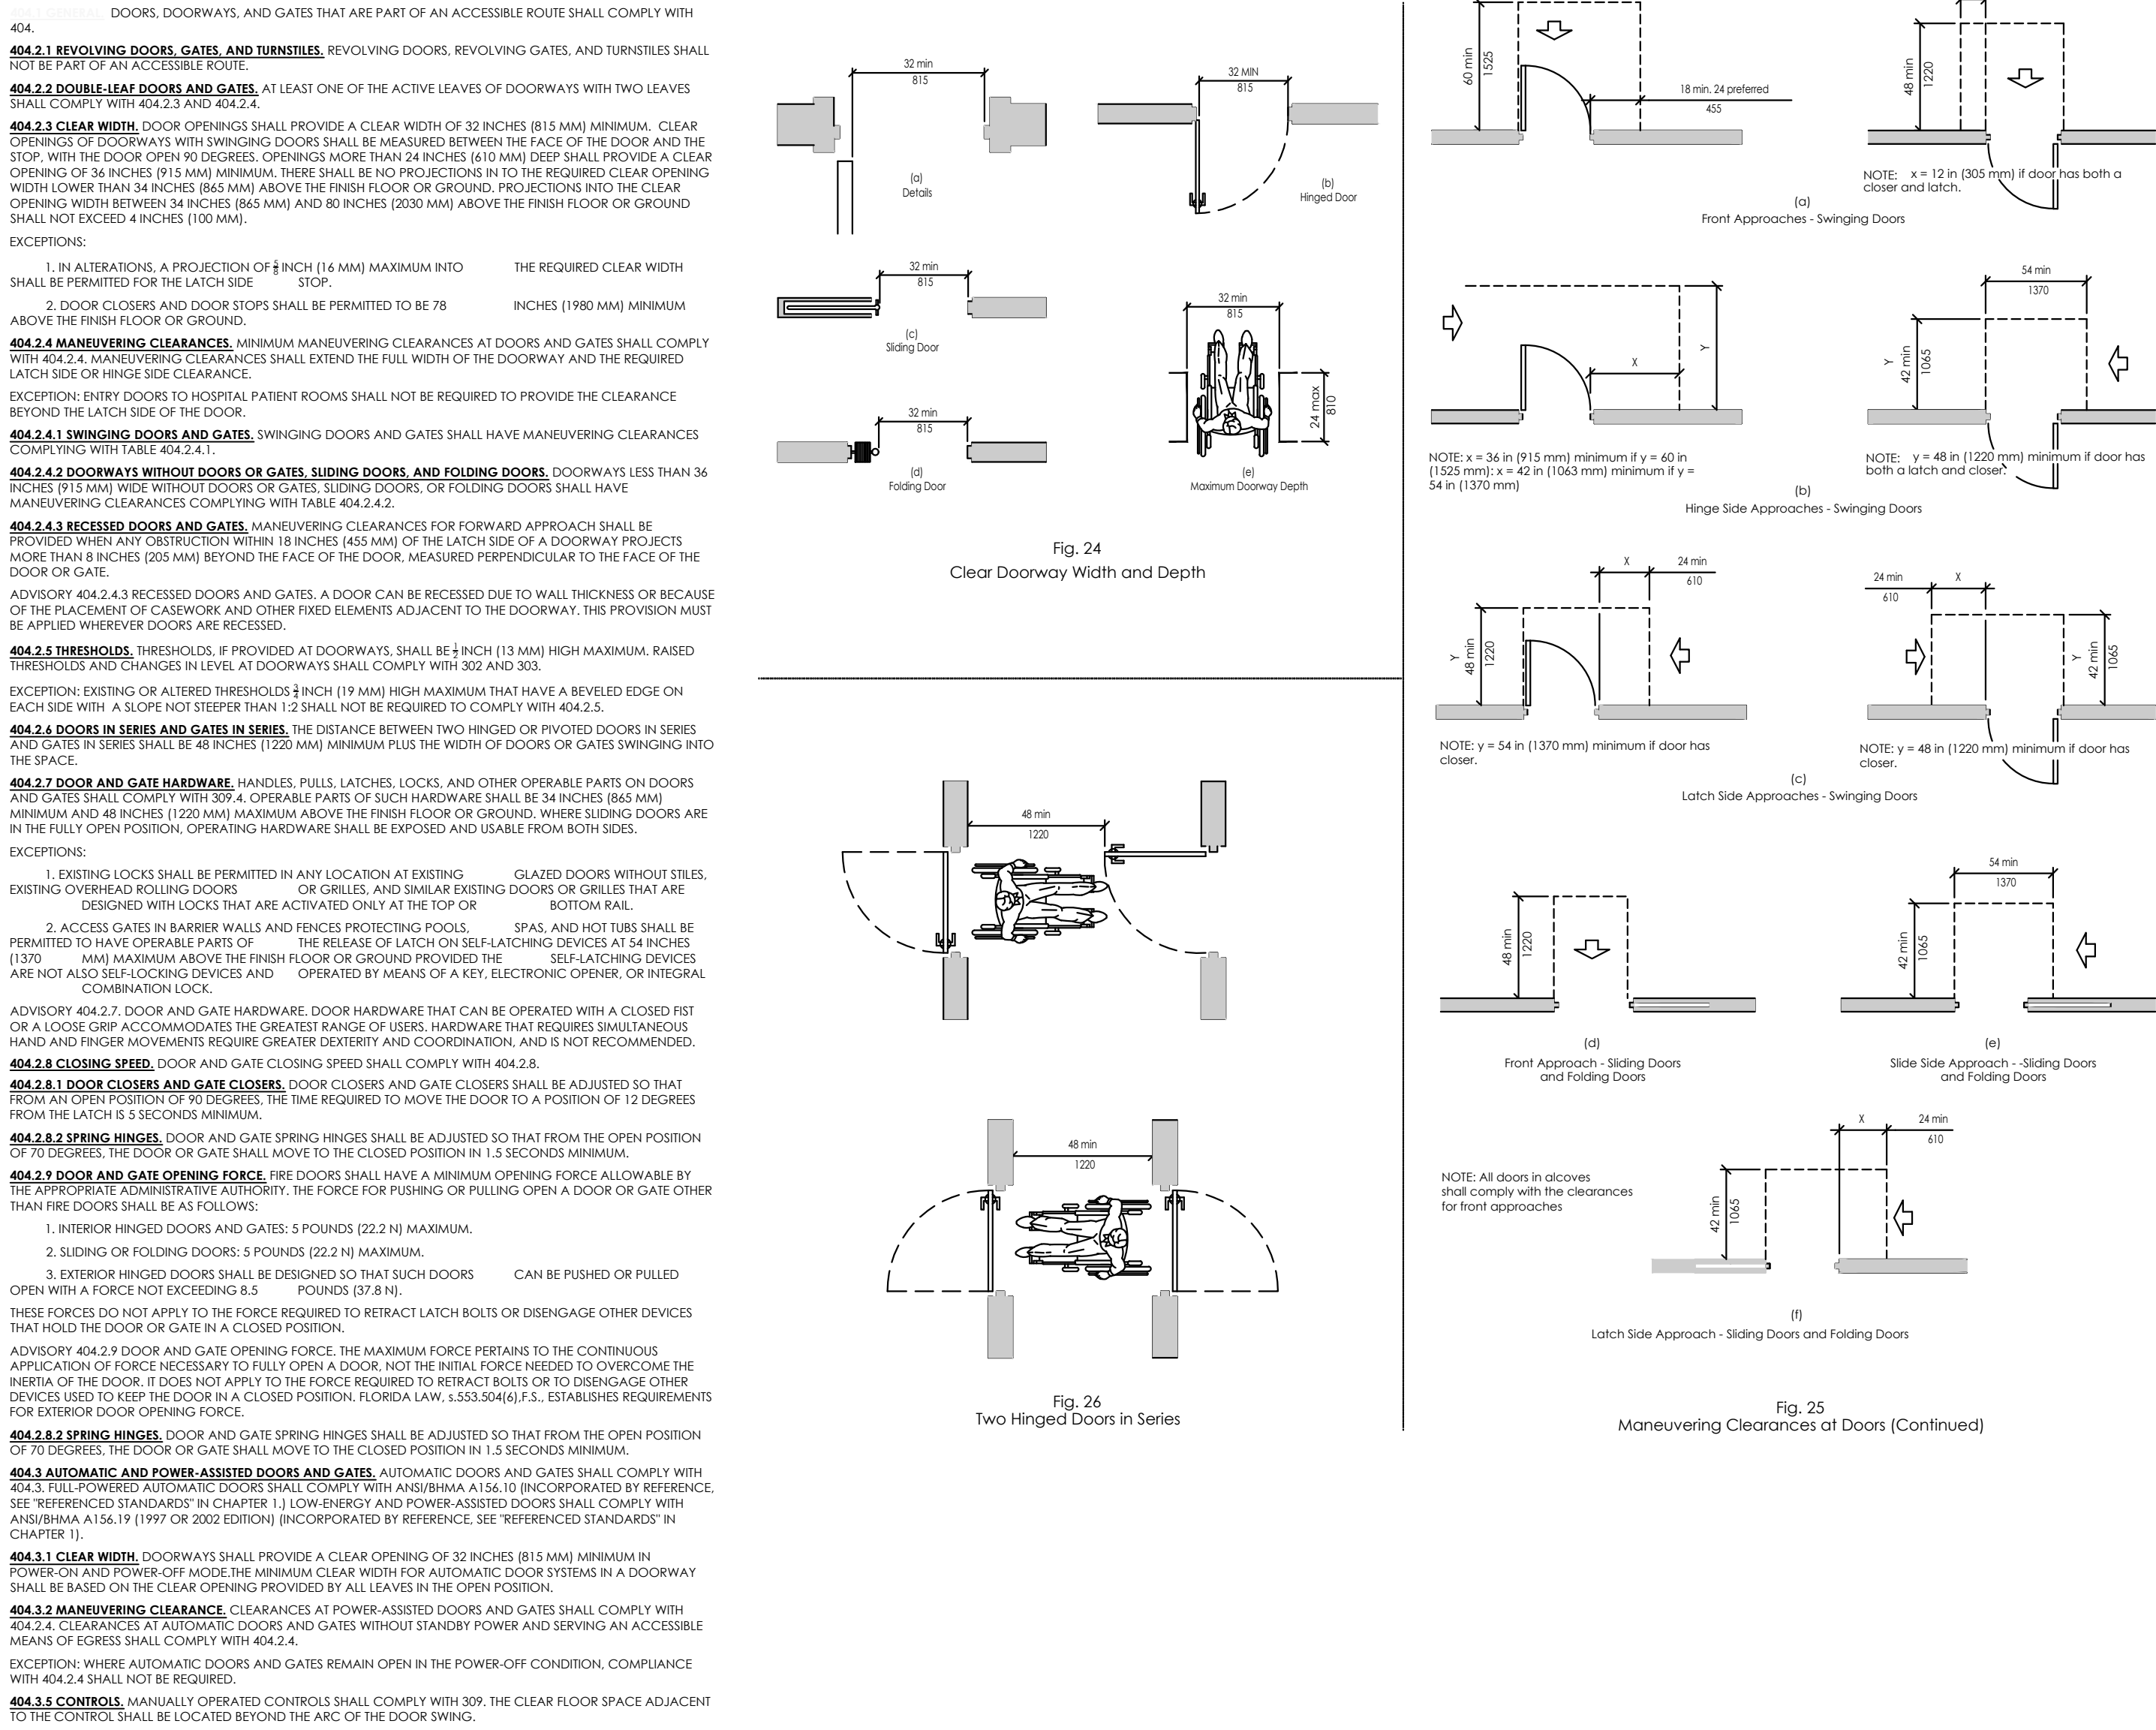 404.1 GENERAL. DOORS, DOORWAYS, AND GATES THAT ARE PART OF AN ACCESSIBLE ROUTE SHALL COMPLY WITH
404.
404.2.1 REVOLVING DOORS, GATES, AND TURNSTILES. REVOLVING DOORS, REVOLVING GATES, AND TURNSTILES SHALL
NOT BE PART OF AN ACCESSIBLE ROUTE.
404.2.2 DOUBLE-LEAF DOORS AND GATES. AT LEAST ONE OF THE ACTIVE LEAVES OF DOORWAYS WITH TWO LEAVES
SHALL COMPLY WITH 404.2.3 AND 404.2.4.
404.2.3 CLEAR WIDTH. DOOR OPENINGS SHALL PROVIDE A CLEAR WIDTH OF 32 INCHES (815 MM) MINIMUM. CLEAR
OPENINGS OF DOORWAYS WITH SWINGING DOORS SHALL BE MEASURED BETWEEN THE FACE OF THE DOOR AND THE
STOP, WITH THE DOOR OPEN 90 DEGREES. OPENINGS MORE THAN 24 INCHES (610 MM) DEEP SHALL PROVIDE A CLEAR
OPENING OF 36 INCHES (915 MM) MINIMUM. THERE SHALL BE NO PROJECTIONS IN TO THE REQUIRED CLEAR OPENING
WIDTH LOWER THAN 34 INCHES (865 MM) ABOVE THE FINISH FLOOR OR GROUND. PROJECTIONS INTO THE CLEAR
OPENING WIDTH BETWEEN 34 INCHES (865 MM) AND 80 INCHES (2030 MM) ABOVE THE FINISH FLOOR OR GROUND
SHALL NOT EXCEED 4 INCHES (100 MM).
EXCEPTIONS:
1. IN ALTERATIONS, A PROJECTION OF 5/8 INCH (16 MM) MAXIMUM INTO THE REQUIRED CLEAR WIDTH
SHALL BE PERMITTED FOR THE LATCH SIDE STOP.
2. DOOR CLOSERS AND DOOR STOPS SHALL BE PERMITTED TO BE 78 INCHES (1980 MM) MINIMUM
ABOVE THE FINISH FLOOR OR GROUND.
404.2.4 MANEUVERING CLEARANCES. MINIMUM MANEUVERING CLEARANCES AT DOORS AND GATES SHALL COMPLY
WITH 404.2.4. MANEUVERING CLEARANCES SHALL EXTEND THE FULL WIDTH OF THE DOORWAY AND THE REQUIRED
LATCH SIDE OR HINGE SIDE CLEARANCE.
EXCEPTION: ENTRY DOORS TO HOSPITAL PATIENT ROOMS SHALL NOT BE REQUIRED TO PROVIDE THE CLEARANCE
BEYOND THE LATCH SIDE OF THE DOOR.
404.2.4.1 SWINGING DOORS AND GATES. SWINGING DOORS AND GATES SHALL HAVE MANEUVERING CLEARANCES
COMPLYING WITH TABLE 404.2.4.1.
404.2.4.2 DOORWAYS WITHOUT DOORS OR GATES, SLIDING DOORS, AND FOLDING DOORS. DOORWAYS LESS THAN 36
INCHES (915 MM) WIDE WITHOUT DOORS OR GATES, SLIDING DOORS, OR FOLDING DOORS SHALL HAVE
MANEUVERING CLEARANCES COMPLYING WITH TABLE 404.2.4.2.
404.2.4.3 RECESSED DOORS AND GATES. MANEUVERING CLEARANCES FOR FORWARD APPROACH SHALL BE
PROVIDED WHEN ANY OBSTRUCTION WITHIN 18 INCHES (455 MM) OF THE LATCH SIDE OF A DOORWAY PROJECTS
MORE THAN 8 INCHES (205 MM) BEYOND THE FACE OF THE DOOR, MEASURED PERPENDICULAR TO THE FACE OF THE
DOOR OR GATE.
ADVISORY 404.2.4.3 RECESSED DOORS AND GATES. A DOOR CAN BE RECESSED DUE TO WALL THICKNESS OR BECAUSE
OF THE PLACEMENT OF CASEWORK AND OTHER FIXED ELEMENTS ADJACENT TO THE DOORWAY. THIS PROVISION MUST
BE APPLIED WHEREVER DOORS ARE RECESSED.
404.2.5 THRESHOLDS. THRESHOLDS, IF PROVIDED AT DOORWAYS, SHALL BE 1/2 INCH (13 MM) HIGH MAXIMUM. RAISED
THRESHOLDS AND CHANGES IN LEVEL AT DOORWAYS SHALL COMPLY WITH 302 AND 303.
EXCEPTION: EXISTING OR ALTERED THRESHOLDS 3/4 INCH (19 MM) HIGH MAXIMUM THAT HAVE A BEVELED EDGE ON
EACH SIDE WITH A SLOPE NOT STEEPER THAN 1:2 SHALL NOT BE REQUIRED TO COMPLY WITH 404.2.5.
404.2.6 DOORS IN SERIES AND GATES IN SERIES. THE DISTANCE BETWEEN TWO HINGED OR PIVOTED DOORS IN SERIES
AND GATES IN SERIES SHALL BE 48 INCHES (1220 MM) MINIMUM PLUS THE WIDTH OF DOORS OR GATES SWINGING INTO
THE SPACE.
404.2.7 DOOR AND GATE HARDWARE. HANDLES, PULLS, LATCHES, LOCKS, AND OTHER OPERABLE PARTS ON DOORS
AND GATES SHALL COMPLY WITH 309.4. OPERABLE PARTS OF SUCH HARDWARE SHALL BE 34 INCHES (865 MM)
MINIMUM AND 48 INCHES (1220 MM) MAXIMUM ABOVE THE FINISH FLOOR OR GROUND. WHERE SLIDING DOORS ARE
IN THE FULLY OPEN POSITION, OPERATING HARDWARE SHALL BE EXPOSED AND USABLE FROM BOTH SIDES.
EXCEPTIONS:
1. EXISTING LOCKS SHALL BE PERMITTED IN ANY LOCATION AT EXISTING GLAZED DOORS WITHOUT STILES,
EXISTING OVERHEAD ROLLING DOORS OR GRILLES, AND SIMILAR EXISTING DOORS OR GRILLES THAT ARE
DESIGNED WITH LOCKS THAT ARE ACTIVATED ONLY AT THE TOP OR BOTTOM RAIL.
2. ACCESS GATES IN BARRIER WALLS AND FENCES PROTECTING POOLS, SPAS, AND HOT TUBS SHALL BE
PERMITTED TO HAVE OPERABLE PARTS OF THE RELEASE OF LATCH ON SELF-LATCHING DEVICES AT 54 INCHES
(1370 MM) MAXIMUM ABOVE THE FINISH FLOOR OR GROUND PROVIDED THE SELF-LATCHING DEVICES
ARE NOT ALSO SELF-LOCKING DEVICES AND OPERATED BY MEANS OF A KEY, ELECTRONIC OPENER, OR INTEGRAL
COMBINATION LOCK.
ADVISORY 404.2.7. DOOR AND GATE HARDWARE. DOOR HARDWARE THAT CAN BE OPERATED WITH A CLOSED FIST
OR A LOOSE GRIP ACCOMMODATES THE GREATEST RANGE OF USERS. HARDWARE THAT REQUIRES SIMULTANEOUS
HAND AND FINGER MOVEMENTS REQUIRE GREATER DEXTERITY AND COORDINATION, AND IS NOT RECOMMENDED.
404.2.8 CLOSING SPEED. DOOR AND GATE CLOSING SPEED SHALL COMPLY WITH 404.2.8.
404.2.8.1 DOOR CLOSERS AND GATE CLOSERS. DOOR CLOSERS AND GATE CLOSERS SHALL BE ADJUSTED SO THAT
FROM AN OPEN POSITION OF 90 DEGREES, THE TIME REQUIRED TO MOVE THE DOOR TO A POSITION OF 12 DEGREES
FROM THE LATCH IS 5 SECONDS MINIMUM.
404.2.8.2 SPRING HINGES. DOOR AND GATE SPRING HINGES SHALL BE ADJUSTED SO THAT FROM THE OPEN POSITION
OF 70 DEGREES, THE DOOR OR GATE SHALL MOVE TO THE CLOSED POSITION IN 1.5 SECONDS MINIMUM.
404.2.9 DOOR AND GATE OPENING FORCE. FIRE DOORS SHALL HAVE A MINIMUM OPENING FORCE ALLOWABLE BY
THE APPROPRIATE ADMINISTRATIVE AUTHORITY. THE FORCE FOR PUSHING OR PULLING OPEN A DOOR OR GATE OTHER
THAN FIRE DOORS SHALL BE AS FOLLOWS:
1. INTERIOR HINGED DOORS AND GATES: 5 POUNDS (22.2 N) MAXIMUM.
2. SLIDING OR FOLDING DOORS: 5 POUNDS (22.2 N) MAXIMUM.
3. EXTERIOR HINGED DOORS SHALL BE DESIGNED SO THAT SUCH DOORS CAN BE PUSHED OR PULLED
OPEN WITH A FORCE NOT EXCEEDING 8.5 POUNDS (37.8 N).
THESE FORCES DO NOT APPLY TO THE FORCE REQUIRED TO RETRACT LATCH BOLTS OR DISENGAGE OTHER DEVICES
THAT HOLD THE DOOR OR GATE IN A CLOSED POSITION.
ADVISORY 404.2.9 DOOR AND GATE OPENING FORCE. THE MAXIMUM FORCE PERTAINS TO THE CONTINUOUS
APPLICATION OF FORCE NECESSARY TO FULLY OPEN A DOOR, NOT THE INITIAL FORCE NEEDED TO OVERCOME THE
INERTIA OF THE DOOR. IT DOES NOT APPLY TO THE FORCE REQUIRED TO RETRACT BOLTS OR TO DISENGAGE OTHER
DEVICES USED TO KEEP THE DOOR IN A CLOSED POSITION. FLORIDA LAW, s.553.504(6),F.S., ESTABLISHES REQUIREMENTS
FOR EXTERIOR DOOR OPENING FORCE.
404.2.8.2 SPRING HINGES. DOOR AND GATE SPRING HINGES SHALL BE ADJUSTED SO THAT FROM THE OPEN POSITION
OF 70 DEGREES, THE DOOR OR GATE SHALL MOVE TO THE CLOSED POSITION IN 1.5 SECONDS MINIMUM.
404.3 AUTOMATIC AND POWER-ASSISTED DOORS AND GATES. AUTOMATIC DOORS AND GATES SHALL COMPLY WITH
404.3. FULL-POWERED AUTOMATIC DOORS SHALL COMPLY WITH ANSI/BHMA A156.10 (INCORPORATED BY REFERENCE,
SEE "REFERENCED STANDARDS" IN CHAPTER 1.) LOW-ENERGY AND POWER-ASSISTED DOORS SHALL COMPLY WITH
ANSI/BHMA A156.19 (1997 OR 2002 EDITION) (INCORPORATED BY REFERENCE, SEE "REFERENCED STANDARDS" IN
CHAPTER 1).
404.3.1 CLEAR WIDTH. DOORWAYS SHALL PROVIDE A CLEAR OPENING OF 32 INCHES (815 MM) MINIMUM IN
POWER-ON AND POWER-OFF MODE.THE MINIMUM CLEAR WIDTH FOR AUTOMATIC DOOR SYSTEMS IN A DOORWAY
SHALL BE BASED ON THE CLEAR OPENING PROVIDED BY ALL LEAVES IN THE OPEN POSITION.
404.3.2 MANEUVERING CLEARANCE. CLEARANCES AT POWER-ASSISTED DOORS AND GATES SHALL COMPLY WITH
404.2.4. CLEARANCES AT AUTOMATIC DOORS AND GATES WITHOUT STANDBY POWER AND SERVING AN ACCESSIBLE
MEANS OF EGRESS SHALL COMPLY WITH 404.2.4.
EXCEPTION: WHERE AUTOMATIC DOORS AND GATES REMAIN OPEN IN THE POWER-OFF CONDITION, COMPLIANCE
WITH 404.2.4 SHALL NOT BE REQUIRED.
404.3.5 CONTROLS. MANUALLY OPERATED CONTROLS SHALL COMPLY WITH 309. THE CLEAR FLOOR SPACE ADJACENT
TO THE CONTROL SHALL BE LOCATED BEYOND THE ARC OF THE DOOR SWING.
32 min
815
(a)
Details
32 MIN
815
(b)
Hinged Door
32 min
815
(c)
Sliding Door
32 min
815
(d)
Folding Door
32 min
815
24 max
810
(e)
Maximum Doorway Depth
Fig. 24
Clear Doorway Width and Depth
48 min
1220
48 min
1220
Fig. 26
Two Hinged Doors in Series
60 min
1525
18 min. 24 preferred
455
48 min
1220
NOTE: x = 12 in (305 mm) if door has both a
closer and latch.
(a)
Front Approaches - Swinging Doors
X
Y
NOTE: x = 36 in (915 mm) minimum if y = 60 in
(1525 mm): x = 42 in (1063 mm) minimum if y =
54 in (1370 mm)
54 min
1370
Y
42 min
1065
NOTE: y = 48 in (1220 mm) minimum if door has
both a latch and closer.
(b)
Hinge Side Approaches - Swinging Doors
X
24 min
610
Y
48 min
1220
NOTE: y = 54 in (1370 mm) minimum if door has
closer.
24 min
610
X
Y
42 min
1065
NOTE: y = 48 in (1220 mm) minimum if door has
closer.
(c)
Latch Side Approaches - Swinging Doors
48 min
1220
(d)
Front Approach - Sliding Doors
and Folding Doors
54 min
1370
42 min
1065
(e)
Slide Side Approach - -Sliding Doors
and Folding Doors
NOTE: All doors in alcoves
shall comply with the clearances
for front approaches
X
24 min
610
42 min
1065
(f)
Latch Side Approach - Sliding Doors and Folding Doors
Fig. 25
Maneuvering Clearances at Doors (Continued)